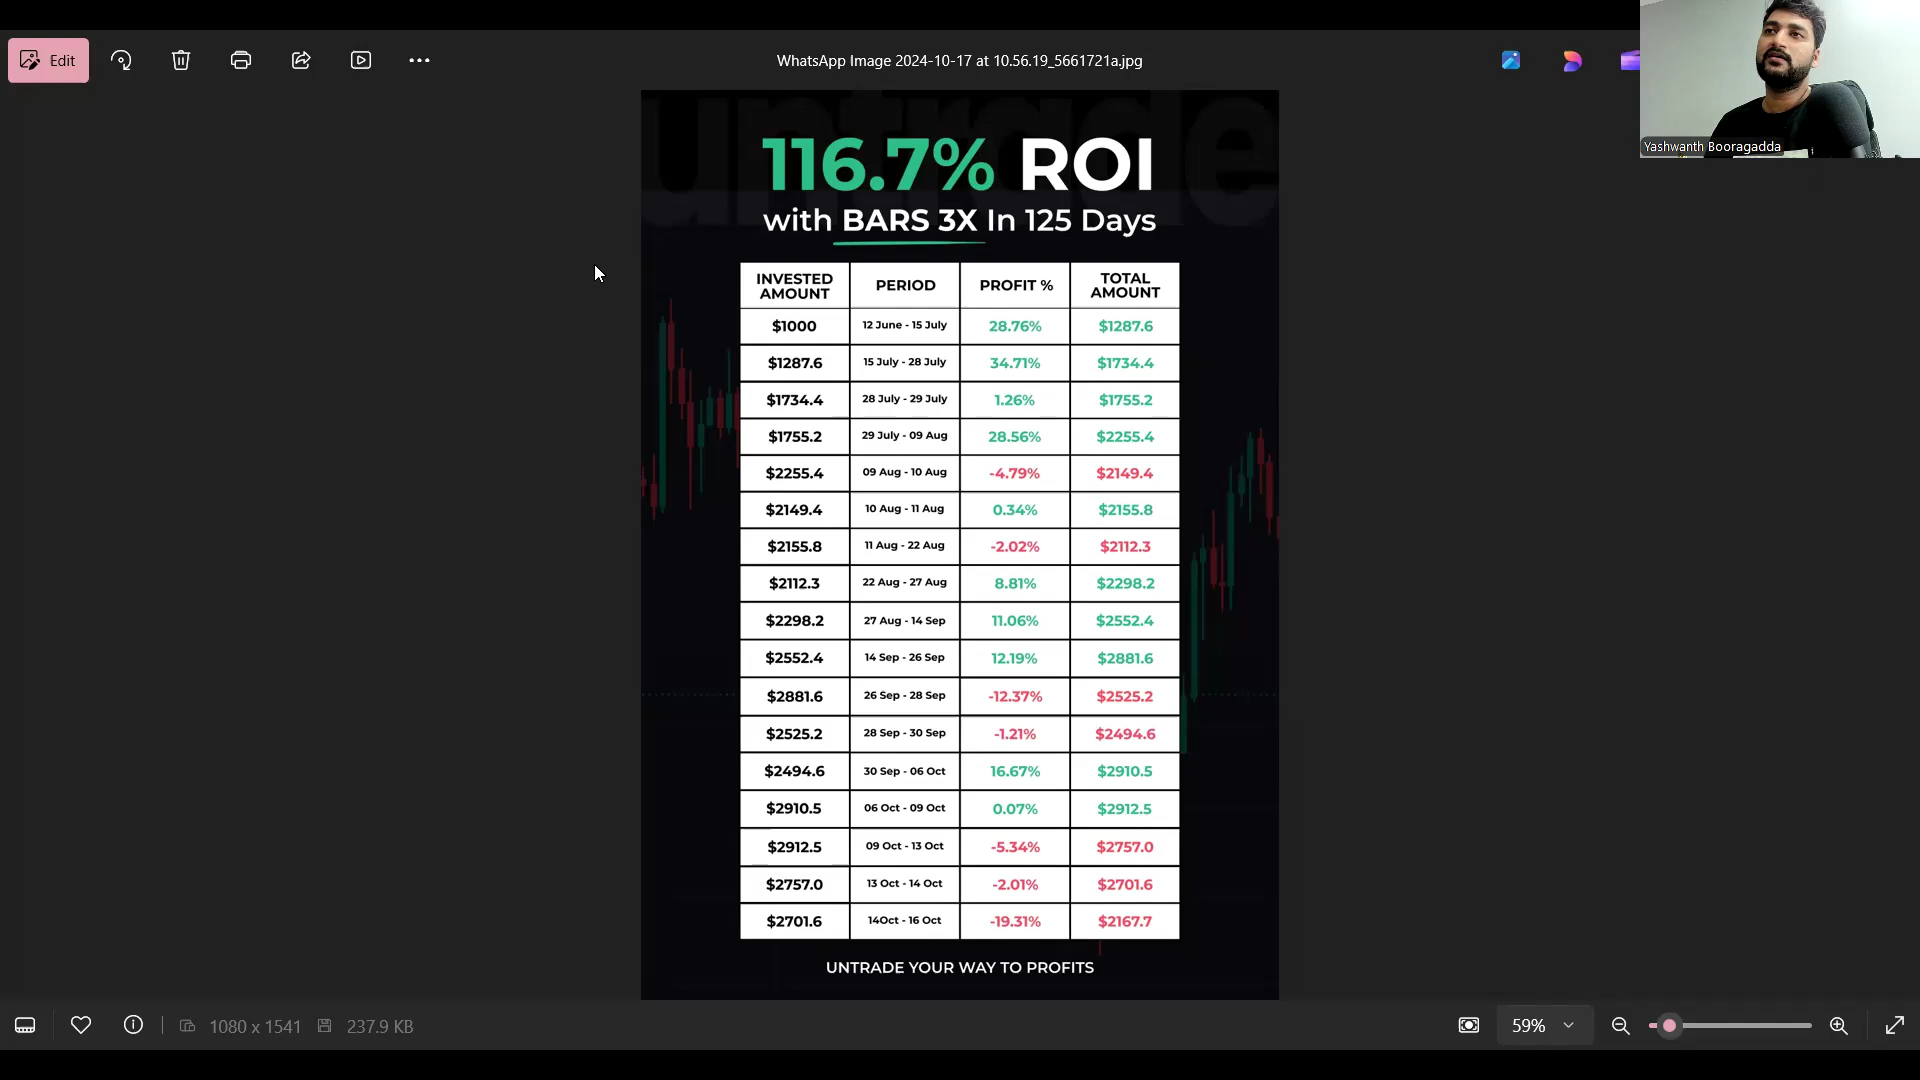 Edit
WhatsApp Image 2024-10-17 at 10.56.19_5661721a.jpg
Yashwanth Booragadda
untrade
116.7% ROI
with BARS 3X In 125 Days
INVESTED AMOUNT PERIOD PROFIT % TOTAL AMOUNT
$1000 12 June - 15 July 28.76% $1287.6
$1287.6 15 July - 28 July 34.71% $1734.4
$1734.4 28 July - 29 July 1.26% $1755.2
$1755.2 29 July - 09 Aug 28.56% $2255.4
$2255.4 09 Aug - 10 Aug -4.79% $2149.4
$2149.4 10 Aug - 11 Aug 0.34% $2155.8
$2155.8 11 Aug - 22 Aug -2.02% $2112.3
$2112.3 22 Aug - 27 Aug 8.81% $2298.2
$2298.2 27 Aug - 14 Sep 11.06% $2552.4
$2552.4 14 Sep - 26 Sep 12.19% $2881.6
$2881.6 26 Sep - 28 Sep -12.37% $2525.2
$2525.2 28 Sep - 30 Sep -1.21% $2494.6
$2494.6 30 Sep - 06 Oct 16.67% $2910.5
$2910.5 06 Oct - 09 Oct 0.07% $2912.5
$2912.5 09 Oct - 13 Oct -5.34% $2757.0
$2757.0 13 Oct - 14 Oct -2.01% $2701.6
$2701.6 14Oct - 16 Oct -19.31% $2167.7
UNTRADE YOUR WAY TO PROFITS
1080 x 1541 237.9 KB 59%